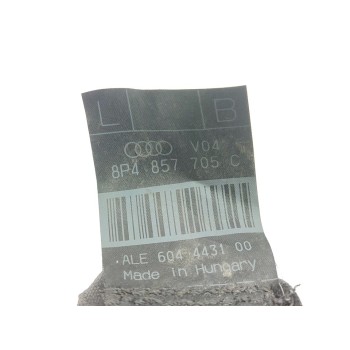 L B
V04
8P4 857 705 C
ALE 604 4431 00
Made in Hungary